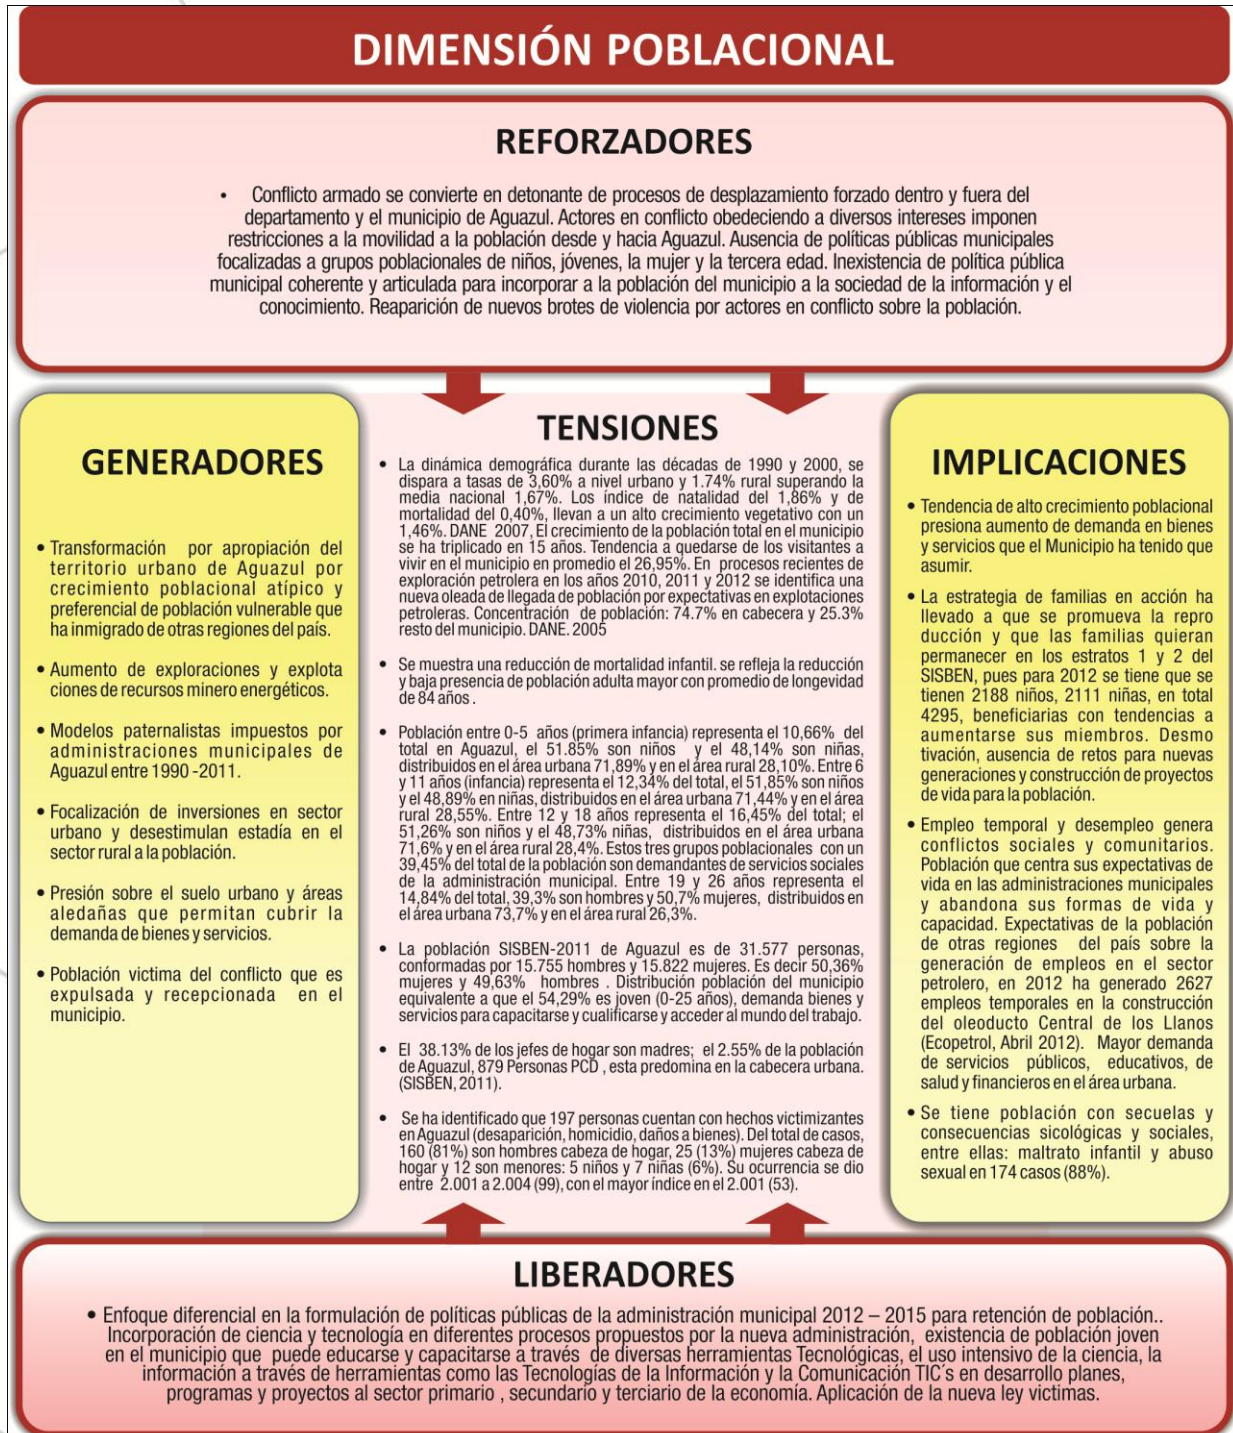 DIMENSIÓN POBLACIONAL
REFORZADORES
• Conflicto armado se convierte en detonante de procesos de desplazamiento forzado dentro y fuera del
departamento y el municipio de Aguazul. Actores en conflicto obedeciendo a diversos intereses imponen
restricciones a la movilidad a la población desde y hacia Aguazul. Ausencia de políticas públicas municipales
focalizadas a grupos poblacionales de niños, jóvenes, la mujer y la tercera edad. Inexistencia de política pública
municipal coherente y articulada para incorporar a la población del municipio a la sociedad de la información y el
conocimiento. Reaparición de nuevos brotes de violencia por actores en conflicto sobre la población.
GENERADORES
• Transformación por apropiación del
territorio urbano de Aguazul por
crecimiento poblacional atípico y
preferencial de población vulnerable que
ha inmigrado de otras regiones del país.
• Aumento de exploraciones y explota
ciones de recursos minero energéticos.
• Modelos paternalistas impuestos por
administraciones municipales de
Aguazul entre 1990 -2011.
• Focalización de inversiones en sector
urbano y desestimulan estadía en el
sector rural a la población.
• Presión sobre el suelo urbano y áreas
aledañas que permitan cubrir la
demanda de bienes y servicios.
• Población victima del conflicto que es
expulsada y recepcionada en el
municipio.
TENSIONES
• La dinámica demográfica durante las décadas de 1990 y 2000, se
dispara a tasas de 3,60% a nivel urbano y 1.74% rural superando la
media nacional 1,67%. Los índice de natalidad del 1,86% y de
mortalidad del 0,40%, llevan a un alto crecimiento vegetativo con un
1,46%. DANE 2007, El crecimiento de la población total en el municipio
se ha triplicado en 15 años. Tendencia a quedarse de los visitantes a
vivir en el municipio en promedio el 26,95%. En procesos recientes de
exploración petrolera en los años 2010, 2011 y 2012 se identifica una
nueva oleada de llegada de población por expectativas en explotaciones
petroleras. Concentración de población: 74.7% en cabecera y 25.3%
resto del municipio. DANE. 2005
• Se muestra una reducción de mortalidad infantil. se refleja la reducción
y baja presencia de población adulta mayor con promedio de longevidad
de 84 años .
• Población entre 0-5 años (primera infancia) representa el 10,66% del
total en Aguazul, el 51.85% son niños y el 48,14% son niñas,
distribuidos en el área urbana 71,89% y en el área rural 28,10%. Entre 6
y 11 años (infancia) representa el 12,34% del total, el 51,85% son niños
y el 48,89% en niñas, distribuidos en el área urbana 71,44% y en el área
rural 28,55%. Entre 12 y 18 años representa el 16,45% del total; el
51,26% son niños y el 48,73% niñas, distribuidos en el área urbana
71,6% y en el área rural 28,4%. Estos tres grupos poblacionales con un
39,45% del total de la población son demandantes de servicios sociales
de la administración municipal. Entre 19 y 26 años representa el
14,84% del total, 39,3% son hombres y 50,7% mujeres, distribuidos en
el área urbana 73,7% y en el área rural 26,3%.
• La población SISBEN-2011 de Aguazul es de 31.577 personas,
conformadas por 15.755 hombres y 15.822 mujeres. Es decir 50,36%
mujeres y 49,63% hombres . Distribución población del municipio
equivalente a que el 54,29% es joven (0-25 años), demanda bienes y
servicios para capacitarse y cualificarse y acceder al mundo del trabajo.
• El 38.13% de los jefes de hogar son madres; el 2.55% de la población
de Aguazul, 879 Personas PCD , esta predomina en la cabecera urbana.
(SISBEN, 2011).
• Se ha identificado que 197 personas cuentan con hechos victimizantes
en Aguazul (desaparición, homicidio, daños a bienes). Del total de casos,
160 (81%) son hombres cabeza de hogar, 25 (13%) mujeres cabeza de
hogar y 12 son menores: 5 niños y 7 niñas (6%). Su ocurrencia se dio
entre 2.001 a 2.004 (99), con el mayor índice en el 2.001 (53).
IMPLICACIONES
• Tendencia de alto crecimiento poblacional
presiona aumento de demanda en bienes
y servicios que el Municipio ha tenido que
asumir.
• La estrategia de familias en acción ha
llevado a que se promueva la repro
ducción y que las familias quieran
permanecer en los estratos 1 y 2 del
SISBEN, pues para 2012 se tiene que se
tienen 2188 niños, 2111 niñas, en total
4295, beneficiarias con tendencias a
aumentarse sus miembros. Desmo
tivación, ausencia de retos para nuevas
generaciones y construcción de proyectos
de vida para la población.
• Empleo temporal y desempleo genera
conflictos sociales y comunitarios.
Población que centra sus expectativas de
vida en las administraciones municipales
y abandona sus formas de vida y
capacidad. Expectativas de la población
de otras regiones del país sobre la
generación de empleos en el sector
petrolero, en 2012 ha generado 2627
empleos temporales en la construcción
del oleoducto Central de los Llanos
(Ecopetrol, Abril 2012). Mayor demanda
de servicios públicos, educativos, de
salud y financieros en el área urbana.
• Se tiene población con secuelas y
consecuencias sicológicas y sociales,
entre ellas: maltrato infantil y abuso
sexual en 174 casos (88%).
LIBERADORES
• Enfoque diferencial en la formulación de políticas públicas de la administración municipal 2012 – 2015 para retención de población..
Incorporación de ciencia y tecnología en diferentes procesos propuestos por la nueva administración, existencia de población joven
en el municipio que puede educarse y capacitarse a través de diversas herramientas Tecnológicas, el uso intensivo de la ciencia, la
información a través de herramientas como las Tecnologías de la Información y la Comunicación TIC´s en desarrollo planes,
programas y proyectos al sector primario , secundario y terciario de la economía. Aplicación de la nueva ley victimas.